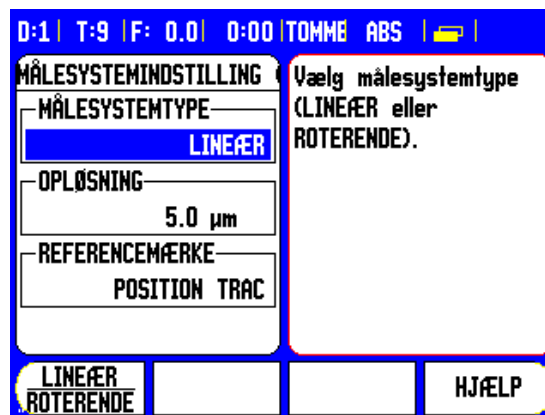 D:1 | T:9 | F: 0.0 | 0:00 | TOMME ABS
MÅLESYSTEMINDSTILLING (
MÅLESYSTEMTYPE
LINEÆR
OPLØSNING
5.0 µm
REFERENCEMÆRKE
POSITION TRAC
Vælg målesystemtype
(LINEÆR eller
ROTERENDE).
LINEÆR
ROTERENDE
HJÆLP